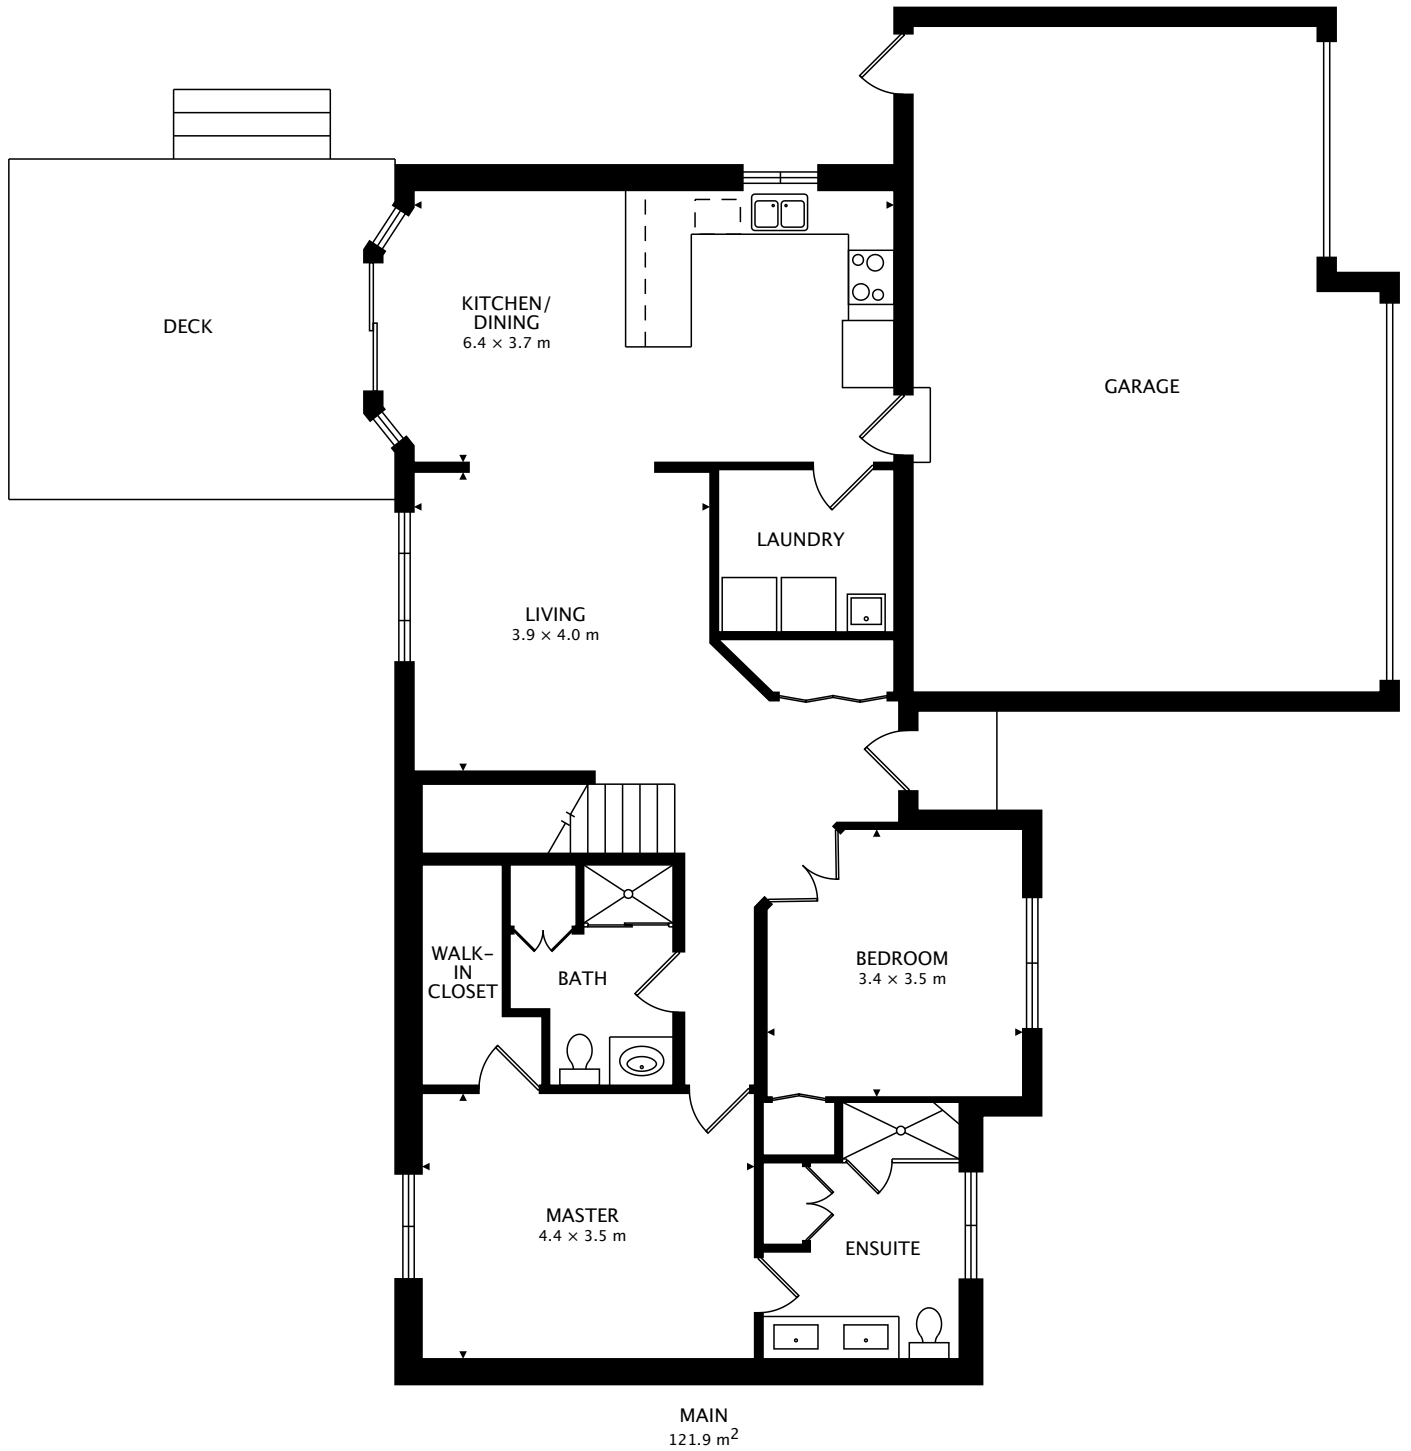 DECK
KITCHEN/
DINING
6.4 × 3.7 m
GARAGE
LAUNDRY
LIVING
3.9 × 4.0 m
WALK-
IN
CLOSET
BATH
BEDROOM
3.4 × 3.5 m
MASTER
4.4 × 3.5 m
ENSUITE
MAIN
121.9 m²